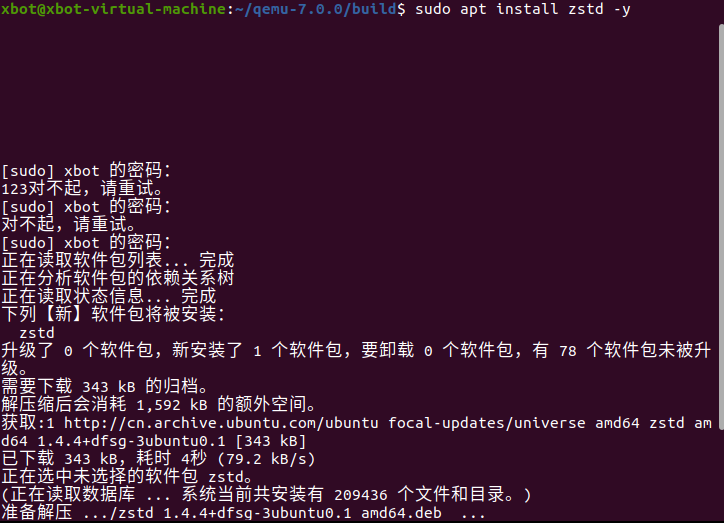 xbot@xbot-virtual-machine:~/qemu-7.0.0/build$ sudo apt install zstd -y
[sudo] xbot 的密码：
123对不起，请重试。
[sudo] xbot 的密码：
对不起，请重试。
[sudo] xbot 的密码：
正在读取软件包列表... 完成
正在分析软件包的依赖关系树
正在读取状态信息... 完成
下列【新】软件包将被安装：
  zstd
升级了 0 个软件包，新安装了 1 个软件包，要卸载 0 个软件包，有 78 个软件包未被升
级。
需要下载 343 kB 的归档。
解压缩后会消耗 1,592 kB 的额外空间。
获取:1 http://cn.archive.ubuntu.com/ubuntu focal-updates/universe amd64 zstd am
d64 1.4.4+dfsg-3ubuntu0.1 [343 kB]
已下载 343 kB，耗时 4秒 (79.2 kB/s)
正在选中未选择的软件包 zstd。
(正在读取数据库 ... 系统当前共安装有 209436 个文件和目录。)
准备解压 .../zstd_1.4.4+dfsg-3ubuntu0.1_amd64.deb  ...